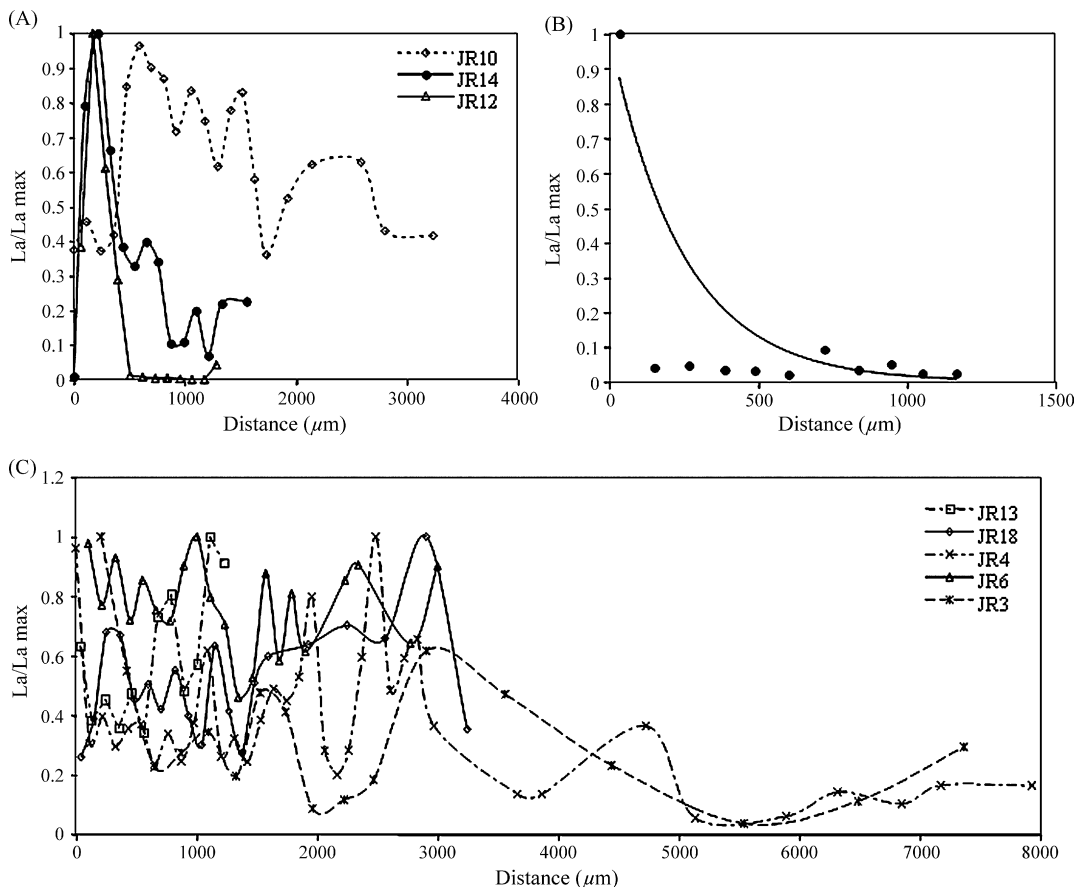 (A)
La/La max
1
0.9
0.8
0.7
0.6
0.5
0.4
0.3
0.2
0.1
0
JR10
JR14
JR12
0 1000 2000 3000 4000
Distance (μm)
(B)
La/La max
1
0.9
0.8
0.7
0.6
0.5
0.4
0.3
0.2
0.1
0
0 500 1000 1500
Distance (μm)
(C)
La/La max
1.2
1
0.8
0.6
0.4
0.2
0
JR13
JR18
JR4
JR6
JR3
0 1000 2000 3000 4000 5000 6000 7000 8000
Distance (μm)